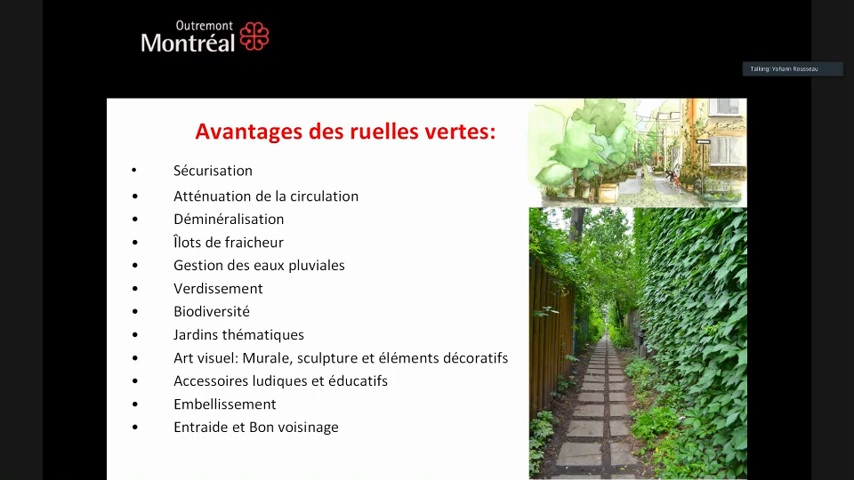 Outremont
Montréal
Talking: Yohann Rousseau
Avantages des ruelles vertes:
• Sécurisation
• Atténuation de la circulation
• Déminéralisation
• Îlots de fraicheur
• Gestion des eaux pluviales
• Verdissement
• Biodiversité
• Jardins thématiques
• Art visuel: Murale, sculpture et éléments décoratifs
• Accessoires ludiques et éducatifs
• Embellissement
• Entraide et Bon voisinage